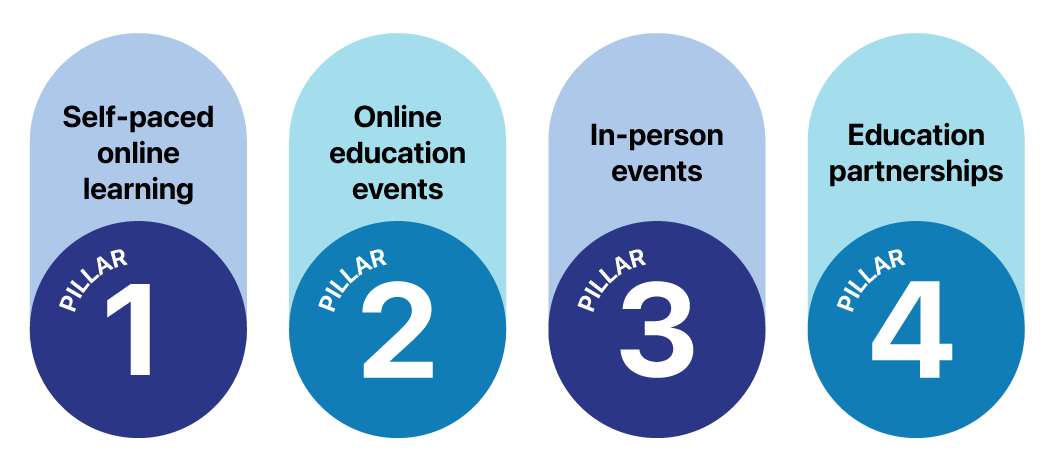 Self-paced
online
learning
PILLAR
1
Online
education
events
PILLAR
2
In-person
events
PILLAR
3
Education
partnerships
PILLAR
4